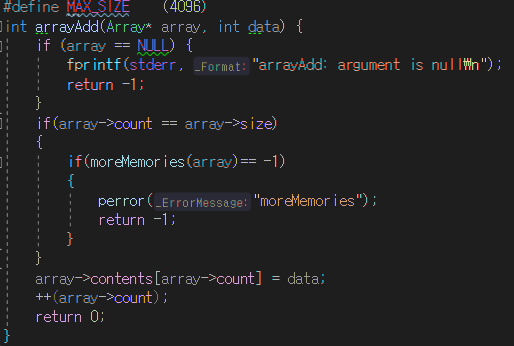 #define MAX_SIZE    (4096)
int arrayAdd(Array* array, int data) {
    if (array == NULL) {
        fprintf(stderr, _Format:"arrayAdd: argument is null₩n");
        return -1;
    }
    if(array->count == array->size)
    {
        if(moreMemories(array)== -1)
        {
            perror(_ErrorMessage:"moreMemories");
            return -1;
        }
    }
    array->contents[array->count] = data;
    ++(array->count);
    return 0;
}